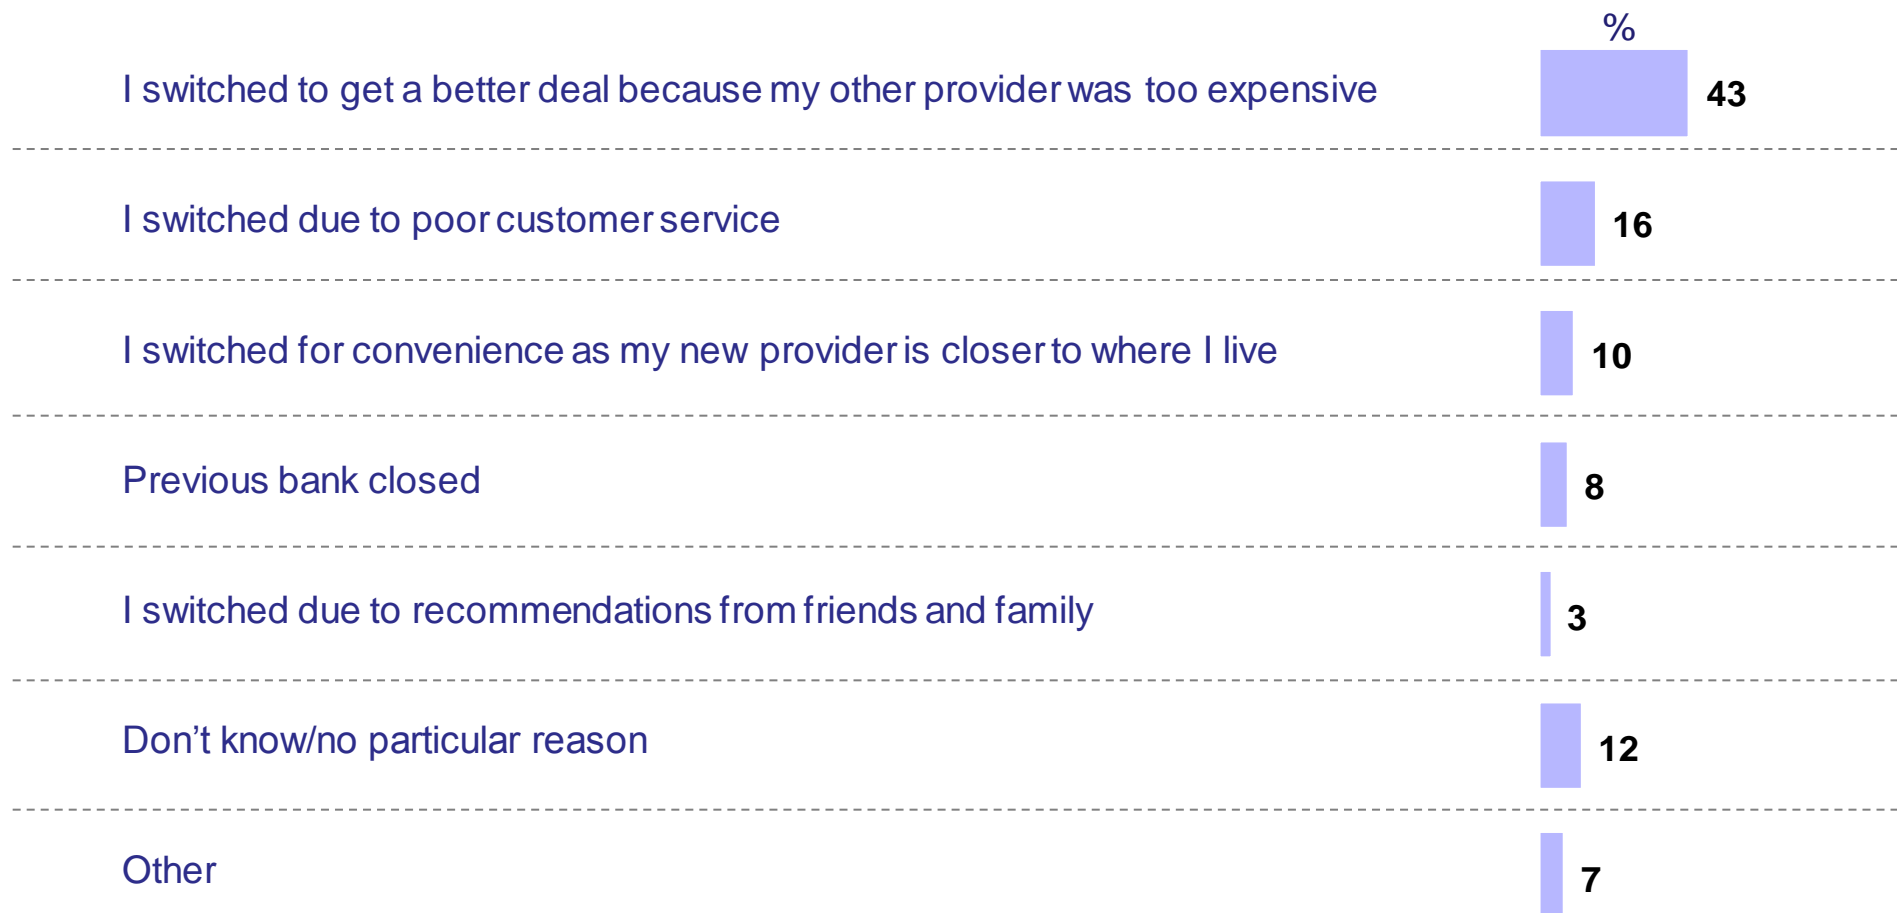 %
I switched to get a better deal because my other provider was too expensive 43
I switched due to poor customer service 16
I switched for convenience as my new provider is closer to where I live 10
Previous bank closed 8
I switched due to recommendations from friends and family 3
Don’t know/no particular reason 12
Other 7